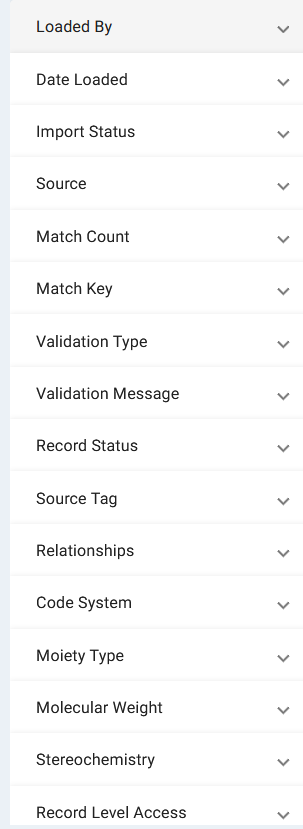 Loaded By
Date Loaded
Import Status
Source
Match Count
Match Key
Validation Type
Validation Message
Record Status
Source Tag
Relationships
Code System
Moiety Type
Molecular Weight
Stereochemistry
Record Level Access